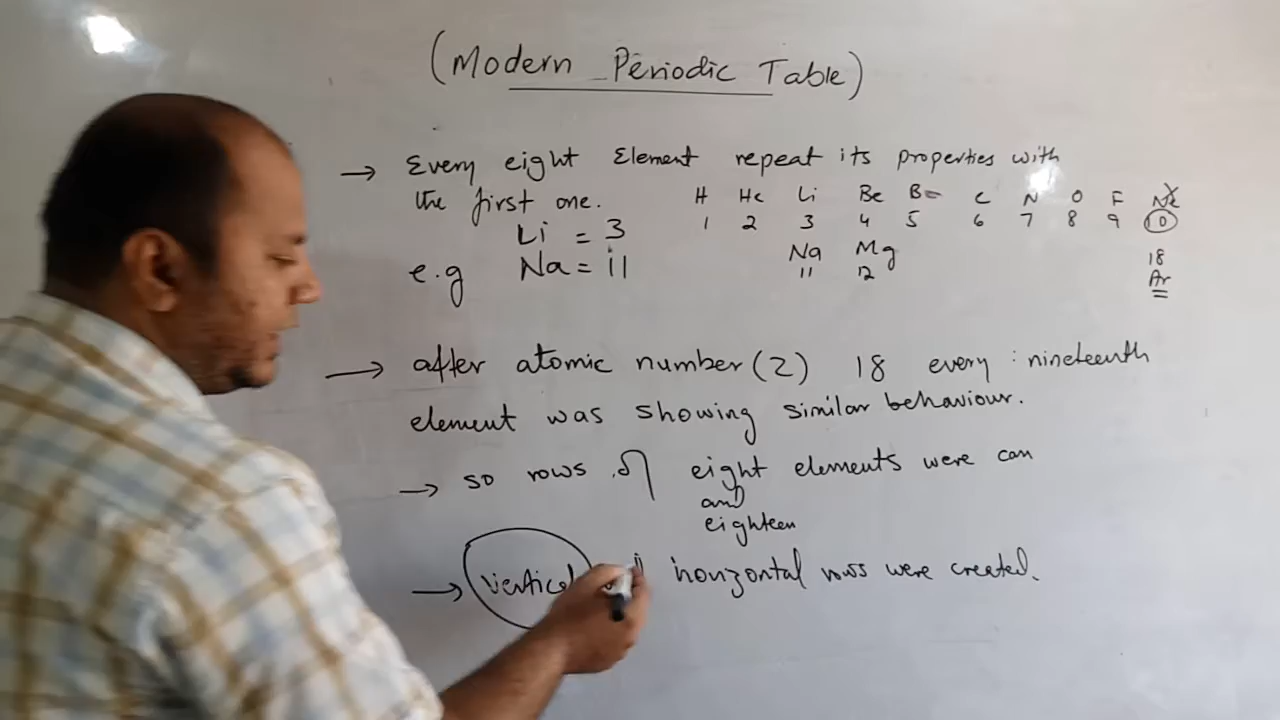 (Modern Periodic Table)
→ Every eight Element repeat its properties with
the first one.
H He Li Be B C N O F Ne
1 2 3 4 5 6 7 8 9 10
Li = 3
e.g Na = 11
Na Mg
11 12
18
Ar
→ after atomic number (Z) 18 every : nineteenth
element was showing similar behaviour.
→ so rows of eight elements were can
and
eighteen
→ vertical horizontal rows were created.